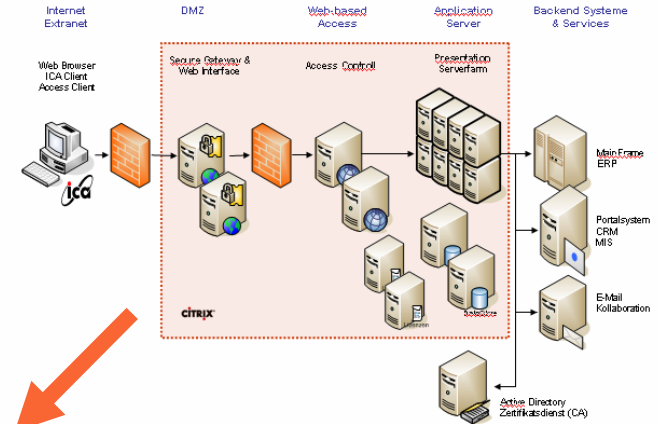 Internet
Extranet
DMZ
Web-based
Access
Application
Server
Backend Systeme
& Services
Web Browser
ICA Client
Access Client
Secure Gateway &
Web Interface
Access Controll
Presentation
Serverfarm
ica
Main Frame
ERP
Portalsystem
CRM
MIS
E-Mail
Kollaboration
CITRIX
Lizenzen
Active Directory
Zertifikatsdienst (CA)